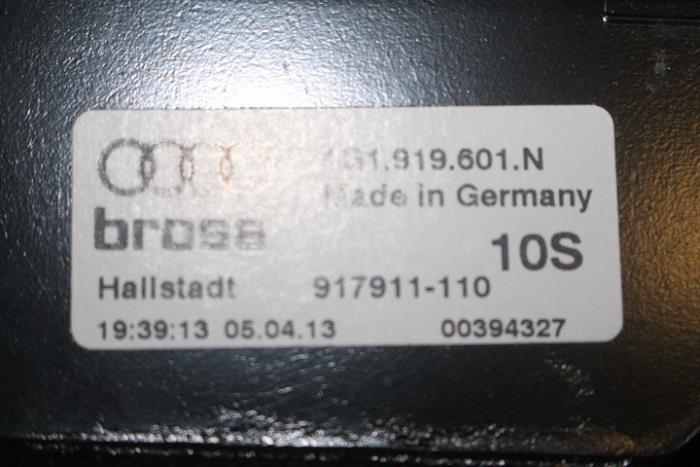 4G1.919.601.N
Made in Germany
brose
10S
Hallstadt 917911-110
19:39:13 05.04.13 00394327